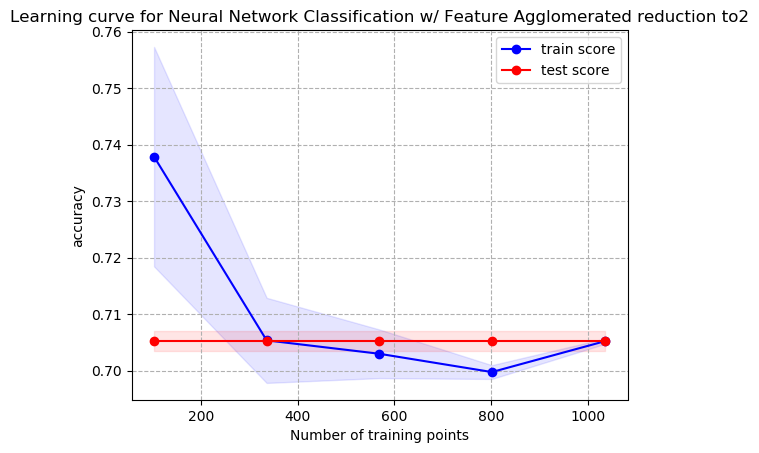 Learning curve for Neural Network Classification w/ Feature Agglomerated reduction to2
train score
test score
0.76
0.75
0.74
0.73
0.72
0.71
0.70
accuracy
200
400
600
800
1000
Number of training points